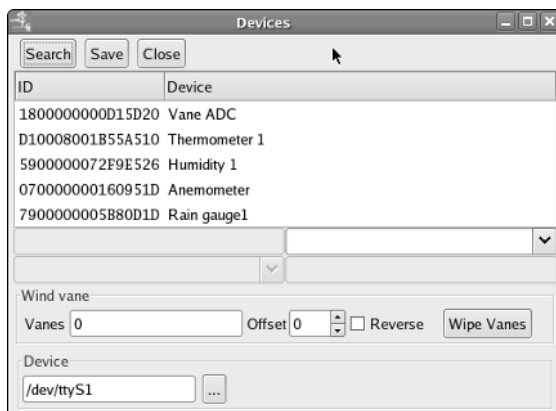 Devices
Search Save Close
ID Device
1800000000D15D20 Vane ADC
D10008001B55A510 Thermometer 1
5900000072F9E526 Humidity 1
070000000160951D Anemometer
7900000005B80D1D Rain gauge1
Wind vane
Vanes 0 Offset 0 Reverse Wipe Vanes
Device
/dev/ttyS1 ...